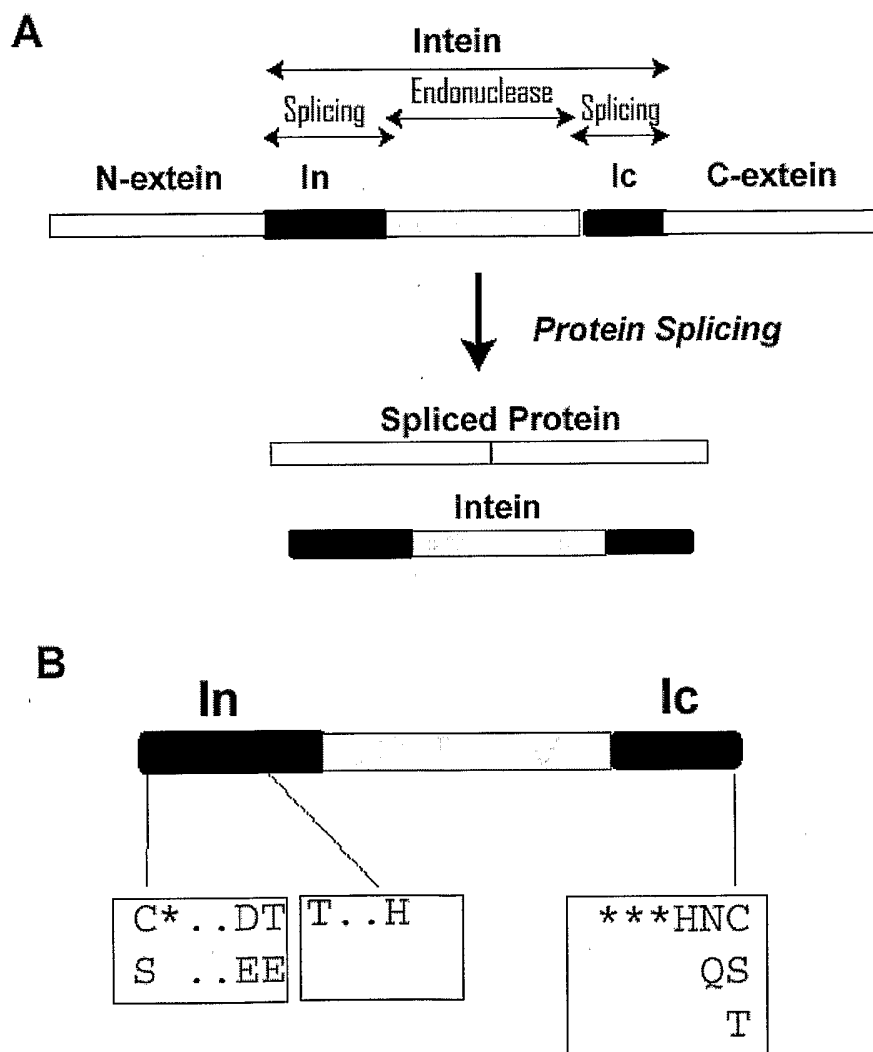 A
Intein
Endonuclease
Splicing Splicing
N-extein In Ic C-extein
Protein Splicing
Spliced Protein
Intein
B
In Ic
C*..DT T..H ***HNC
S ..EE QS
T